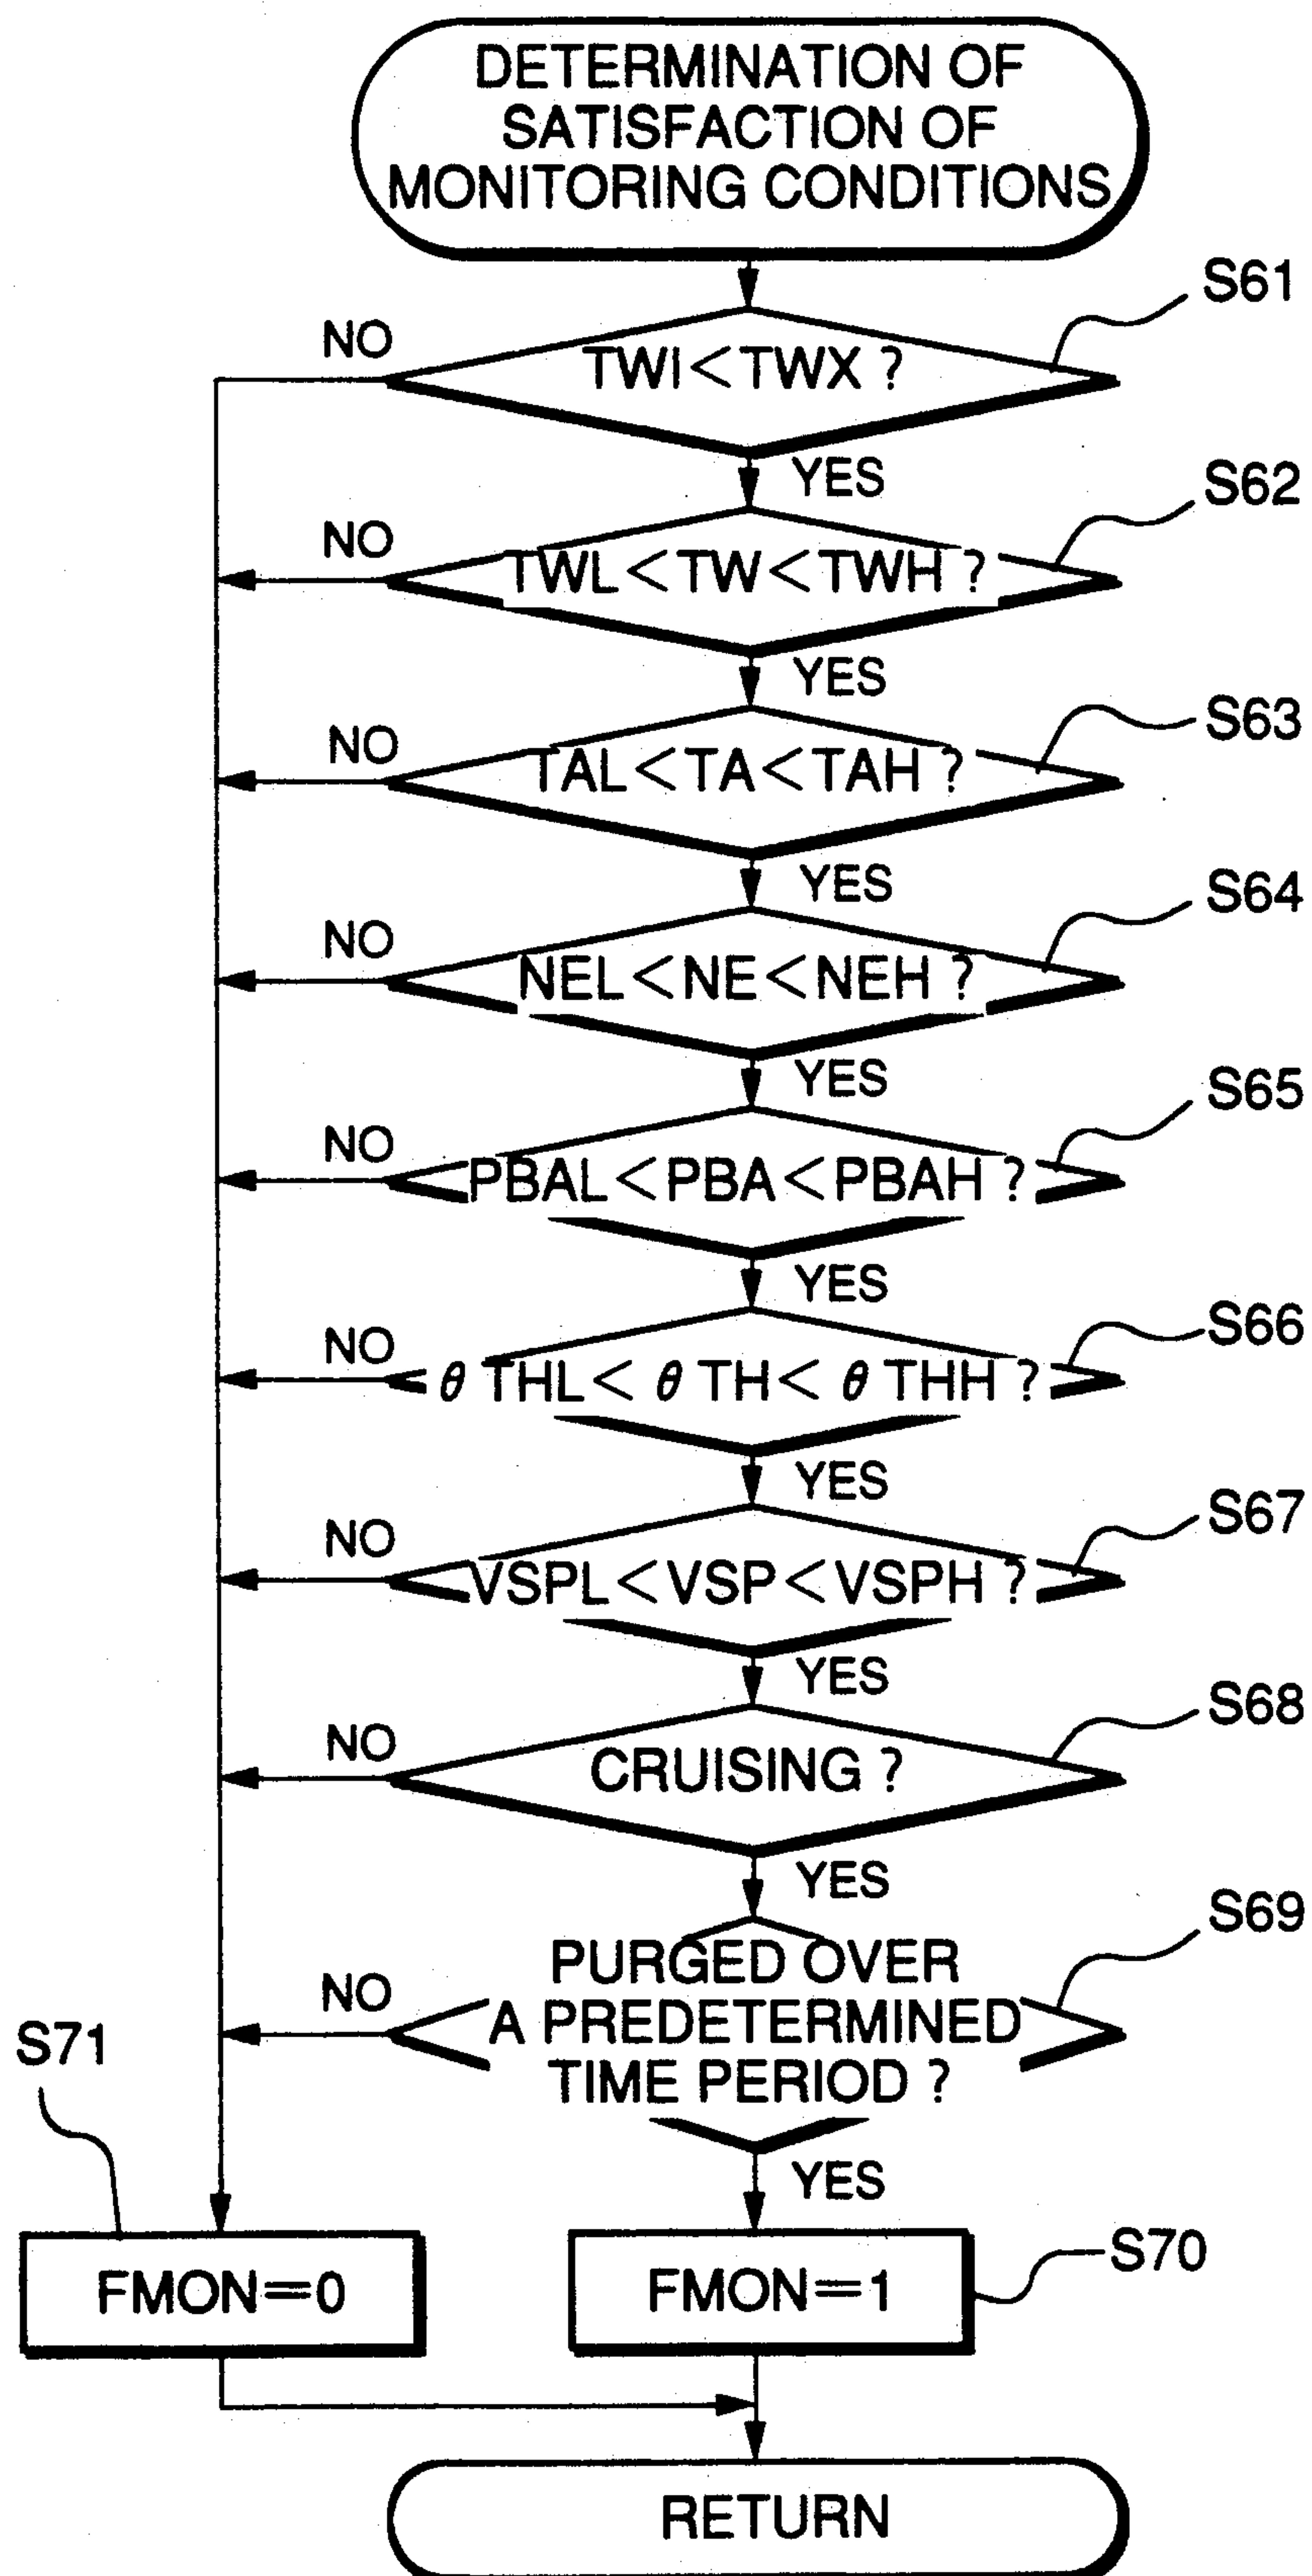 DETERMINATION OF
SATISFACTION OF
MONITORING CONDITIONS
S61
NO
TWI<TWX ?
YES
S62
NO
TWL<TW<TWH ?
YES
S63
NO
TAL<TA<TAH ?
YES
S64
NO
NEL<NE<NEH ?
YES
S65
NO
PBAL<PBA<PBAH ?
YES
S66
NO
θ THL< θ TH< θ THH ?
YES
S67
NO
VSPL<VSP<VSPH ?
YES
S68
NO
CRUISING ?
YES
S69
NO
PURGED OVER
A PREDETERMINED
TIME PERIOD ?
S71
YES
FMON=0
FMON=1
S70
RETURN